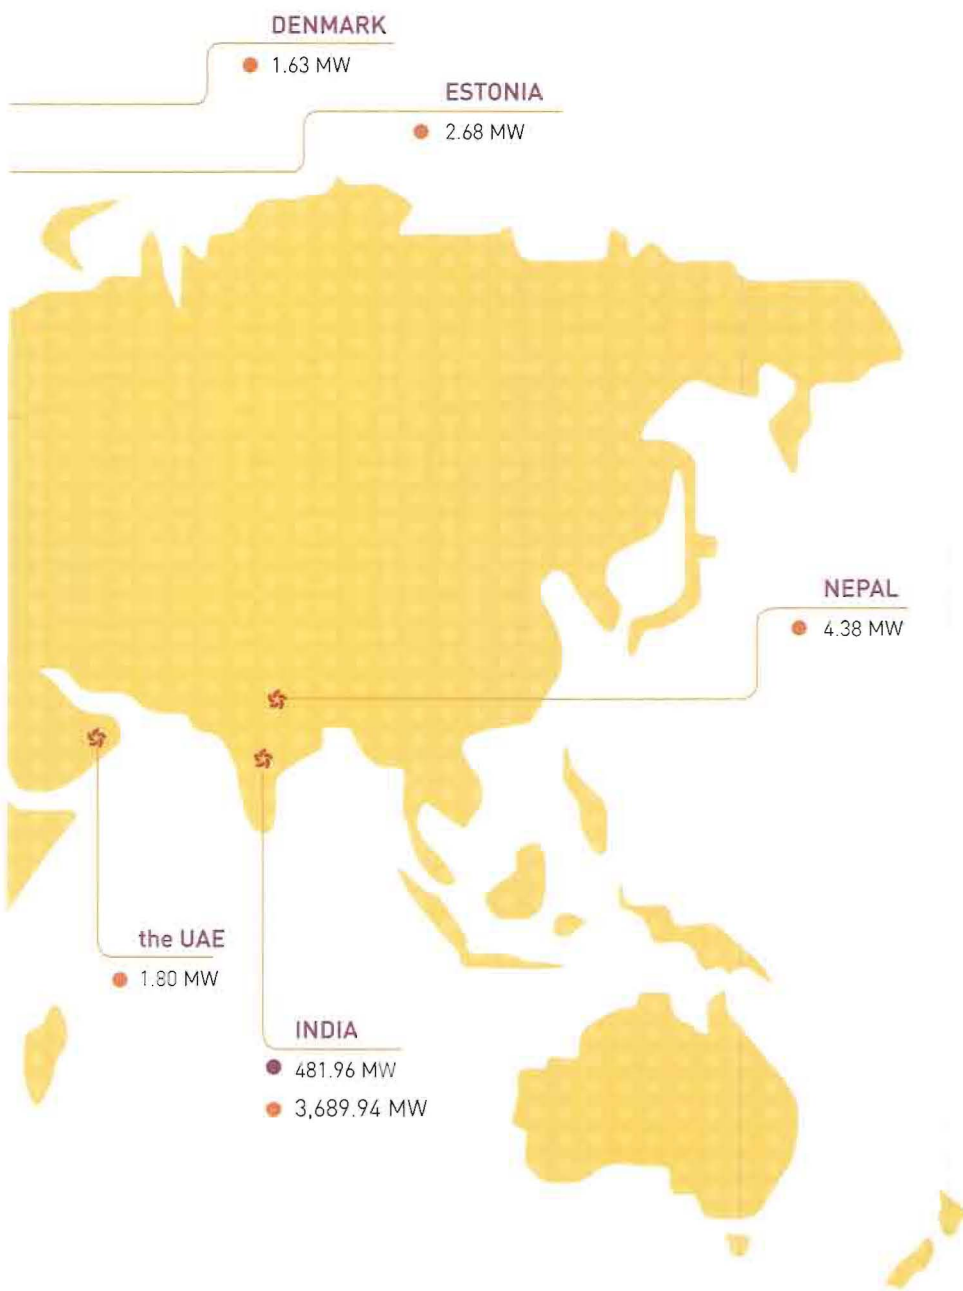 DENMARK
1.63 MW
ESTONIA
2.68 MW
NEPAL
4.38 MW
the UAE
1.80 MW
INDIA
481.96 MW
3,689.94 MW